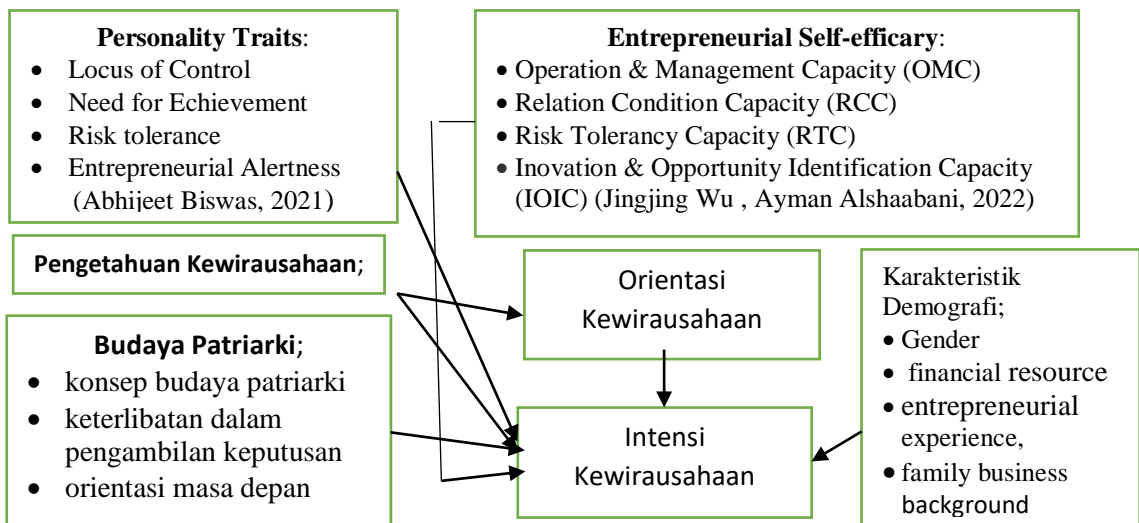 Personality Traits:
• Locus of Control
• Need for Echievement
• Risk tolerance
• Entrepreneurial Alertness
(Abhijeet Biswas, 2021)
Entrepreneurial Self-efficary:
• Operation & Management Capacity (OMC)
• Relation Condition Capacity (RCC)
• Risk Tolerancy Capacity (RTC)
• Inovation & Opportunity Identification Capacity
(IOIC) (Jingjing Wu , Ayman Alshaabani, 2022)
Pengetahuan Kewirausahaan;
Orientasi
Kewirausahaan
Budaya Patriarki;
• konsep budaya patriarki
• keterlibatan dalam
pengambilan keputusan
• orientasi masa depan
Intensi
Kewirausahaan
Karakteristik
Demografi;
• Gender
• financial resource
• entrepreneurial
experience,
• family business
background